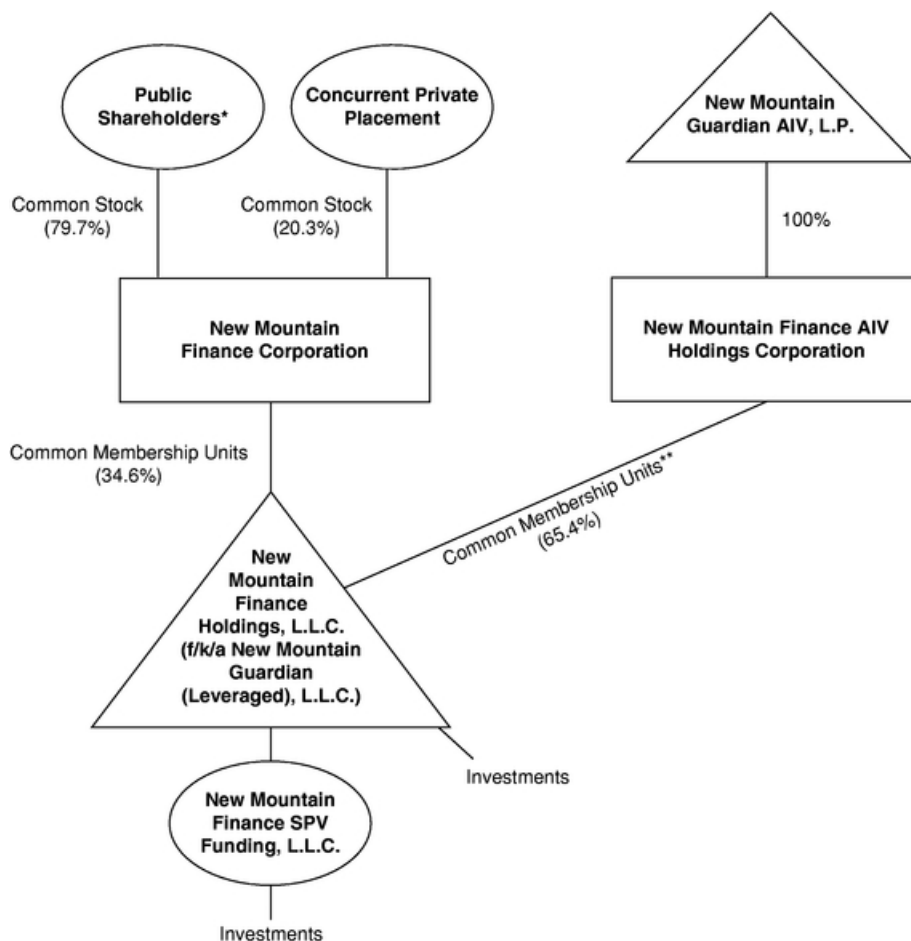 Public
Shareholders*
Concurrent Private
Placement
New Mountain
Guardian AIV, L.P.
Common Stock
(79.7%)
Common Stock
(20.3%)
100%
New Mountain
Finance Corporation
New Mountain Finance AIV
Holdings Corporation
Common Membership Units
(34.6%)
Common Membership Units**
(65.4%)
New
Mountain
Finance
Holdings, L.L.C.
(f/k/a New Mountain
Guardian
(Leveraged), L.L.C.)
Investments
New Mountain
Finance SPV
Funding, L.L.C.
Investments